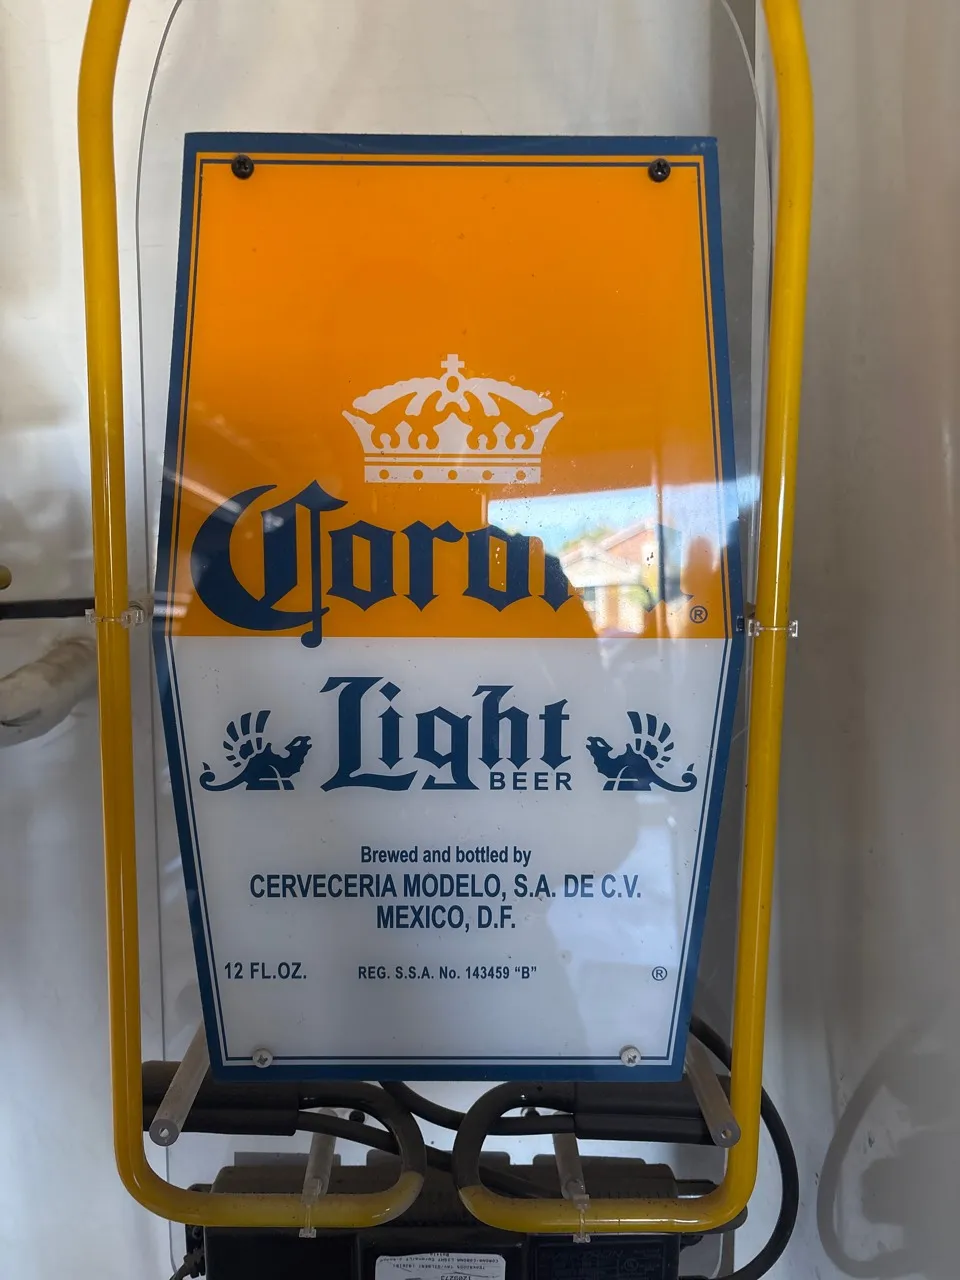 Corona ®
Light
BEER
Brewed and bottled by
CERVECERIA MODELO, S.A. DE C.V.
MEXICO, D.F.
12 FL.OZ. REG. S.S.A. No. 143459 “B” ®